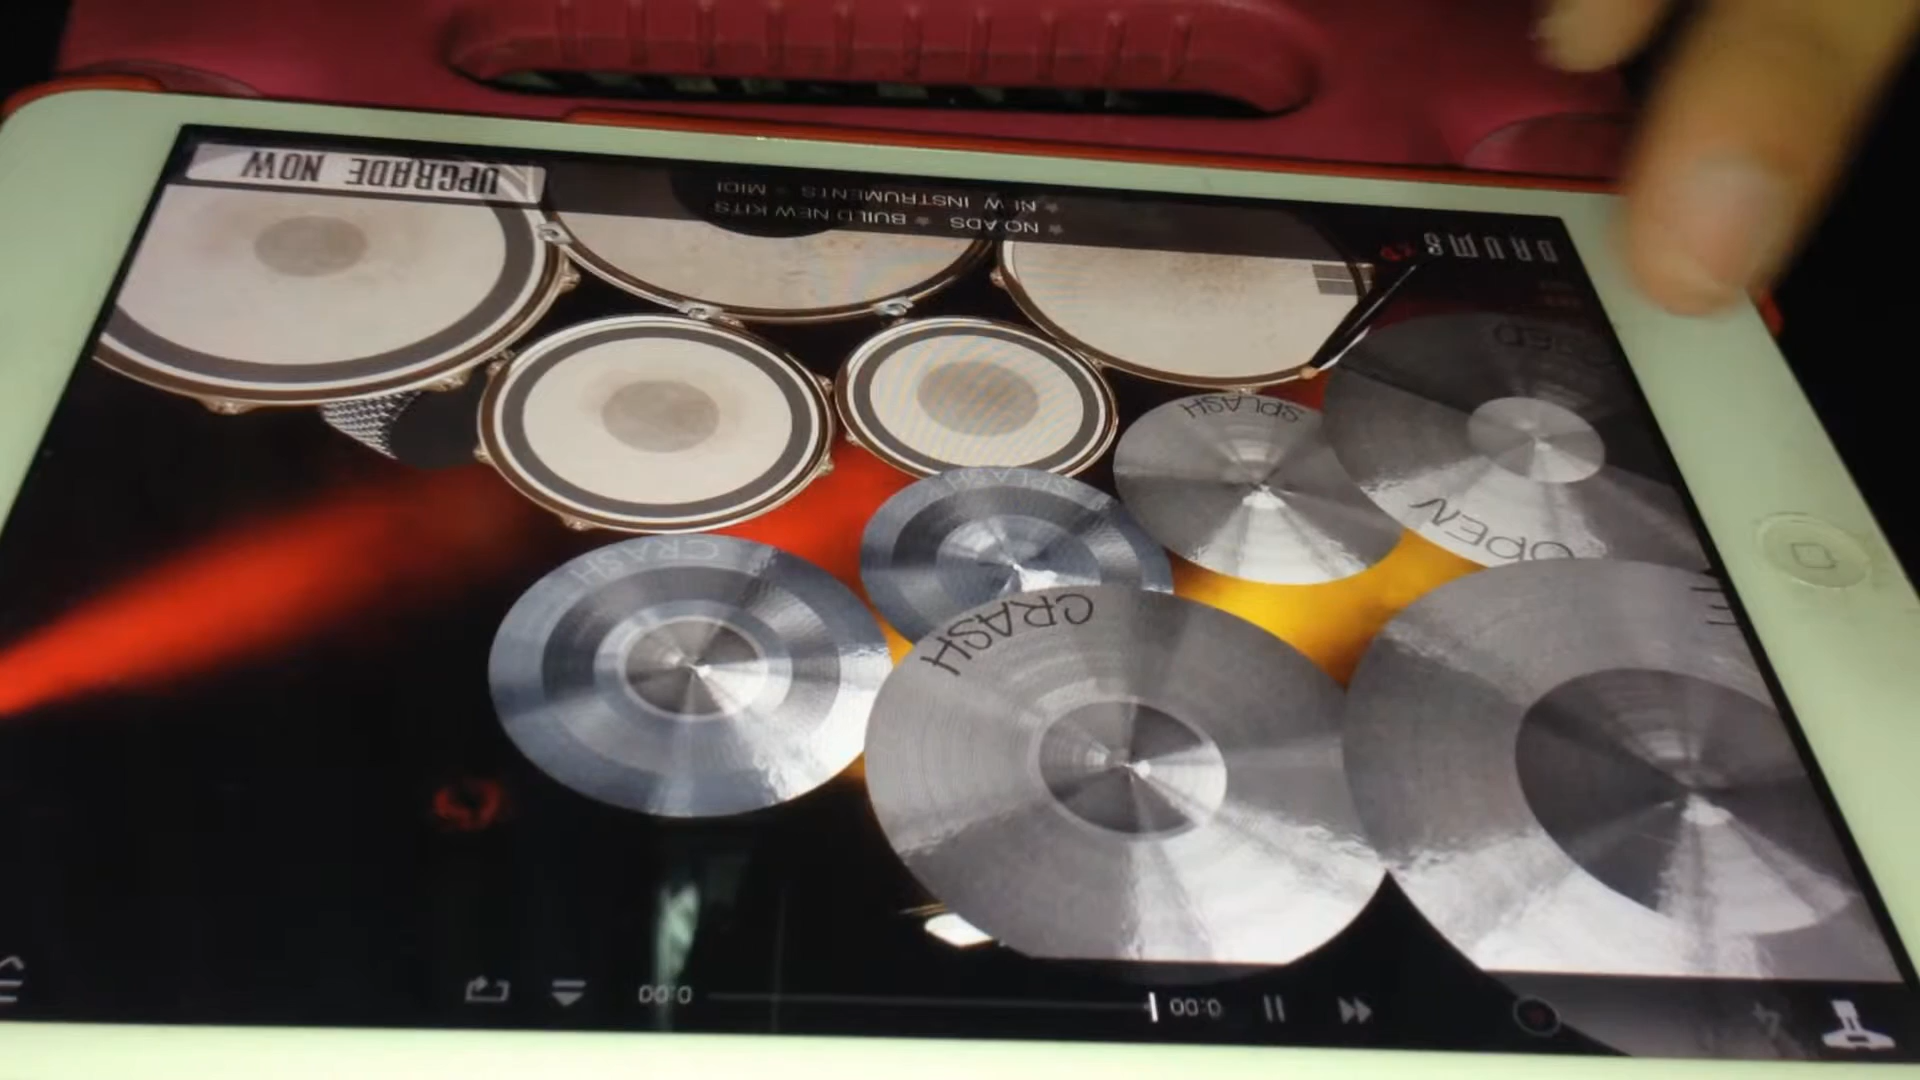 00:0
00:0
CRASH
OPEN
CRASH
SPLASH
SPLASH
DRUMS
★ NO ADS ★ BUILD NEW KITS
★ NEW INSTRUMENTS ★ MIDI
UPGRADE NOW